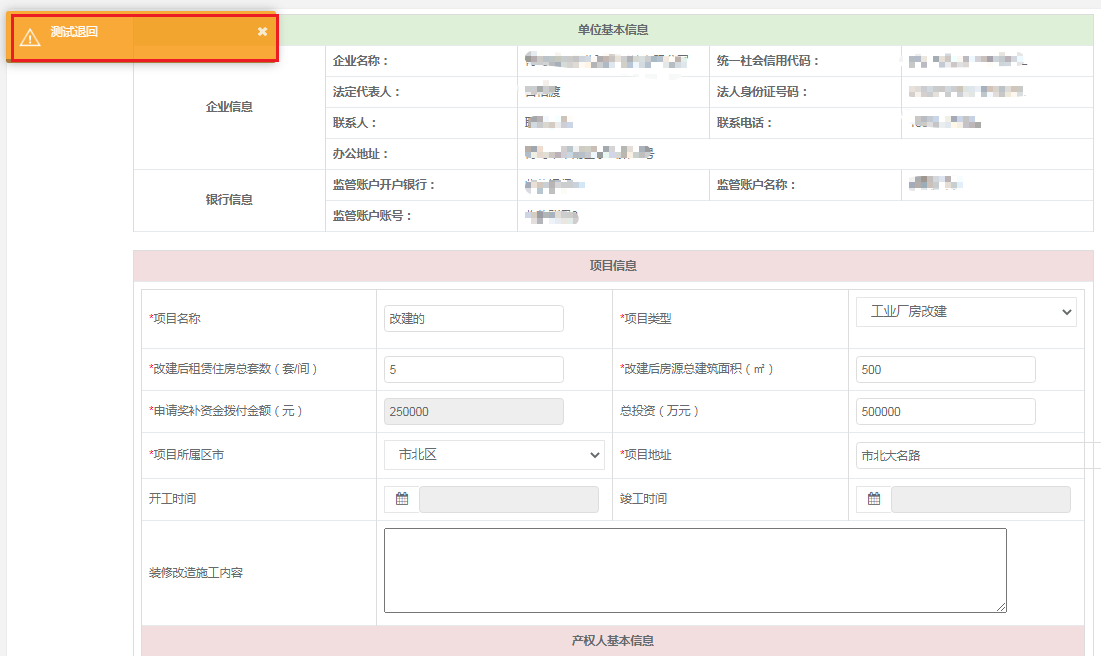 测试退回
单位基本信息
企业信息
企业名称：
统一社会信用代码：
法定代表人：
法人身份证号码：
联系人：
联系电话：
办公地址：
银行信息
监管账户开户银行：
监管账户名称：
监管账户账号：
项目信息
*项目名称
改建的
*项目类型
工业厂房改建
*改建后租赁住房总套数（套/间）
5
*改建后房源总建筑面积（㎡）
500
*申请奖补资金拨付金额（元）
250000
总投资（万元）
500000
*项目所属区市
市北区
*项目地址
市北大名路
开工时间
竣工时间
装修改造施工内容
产权人基本信息